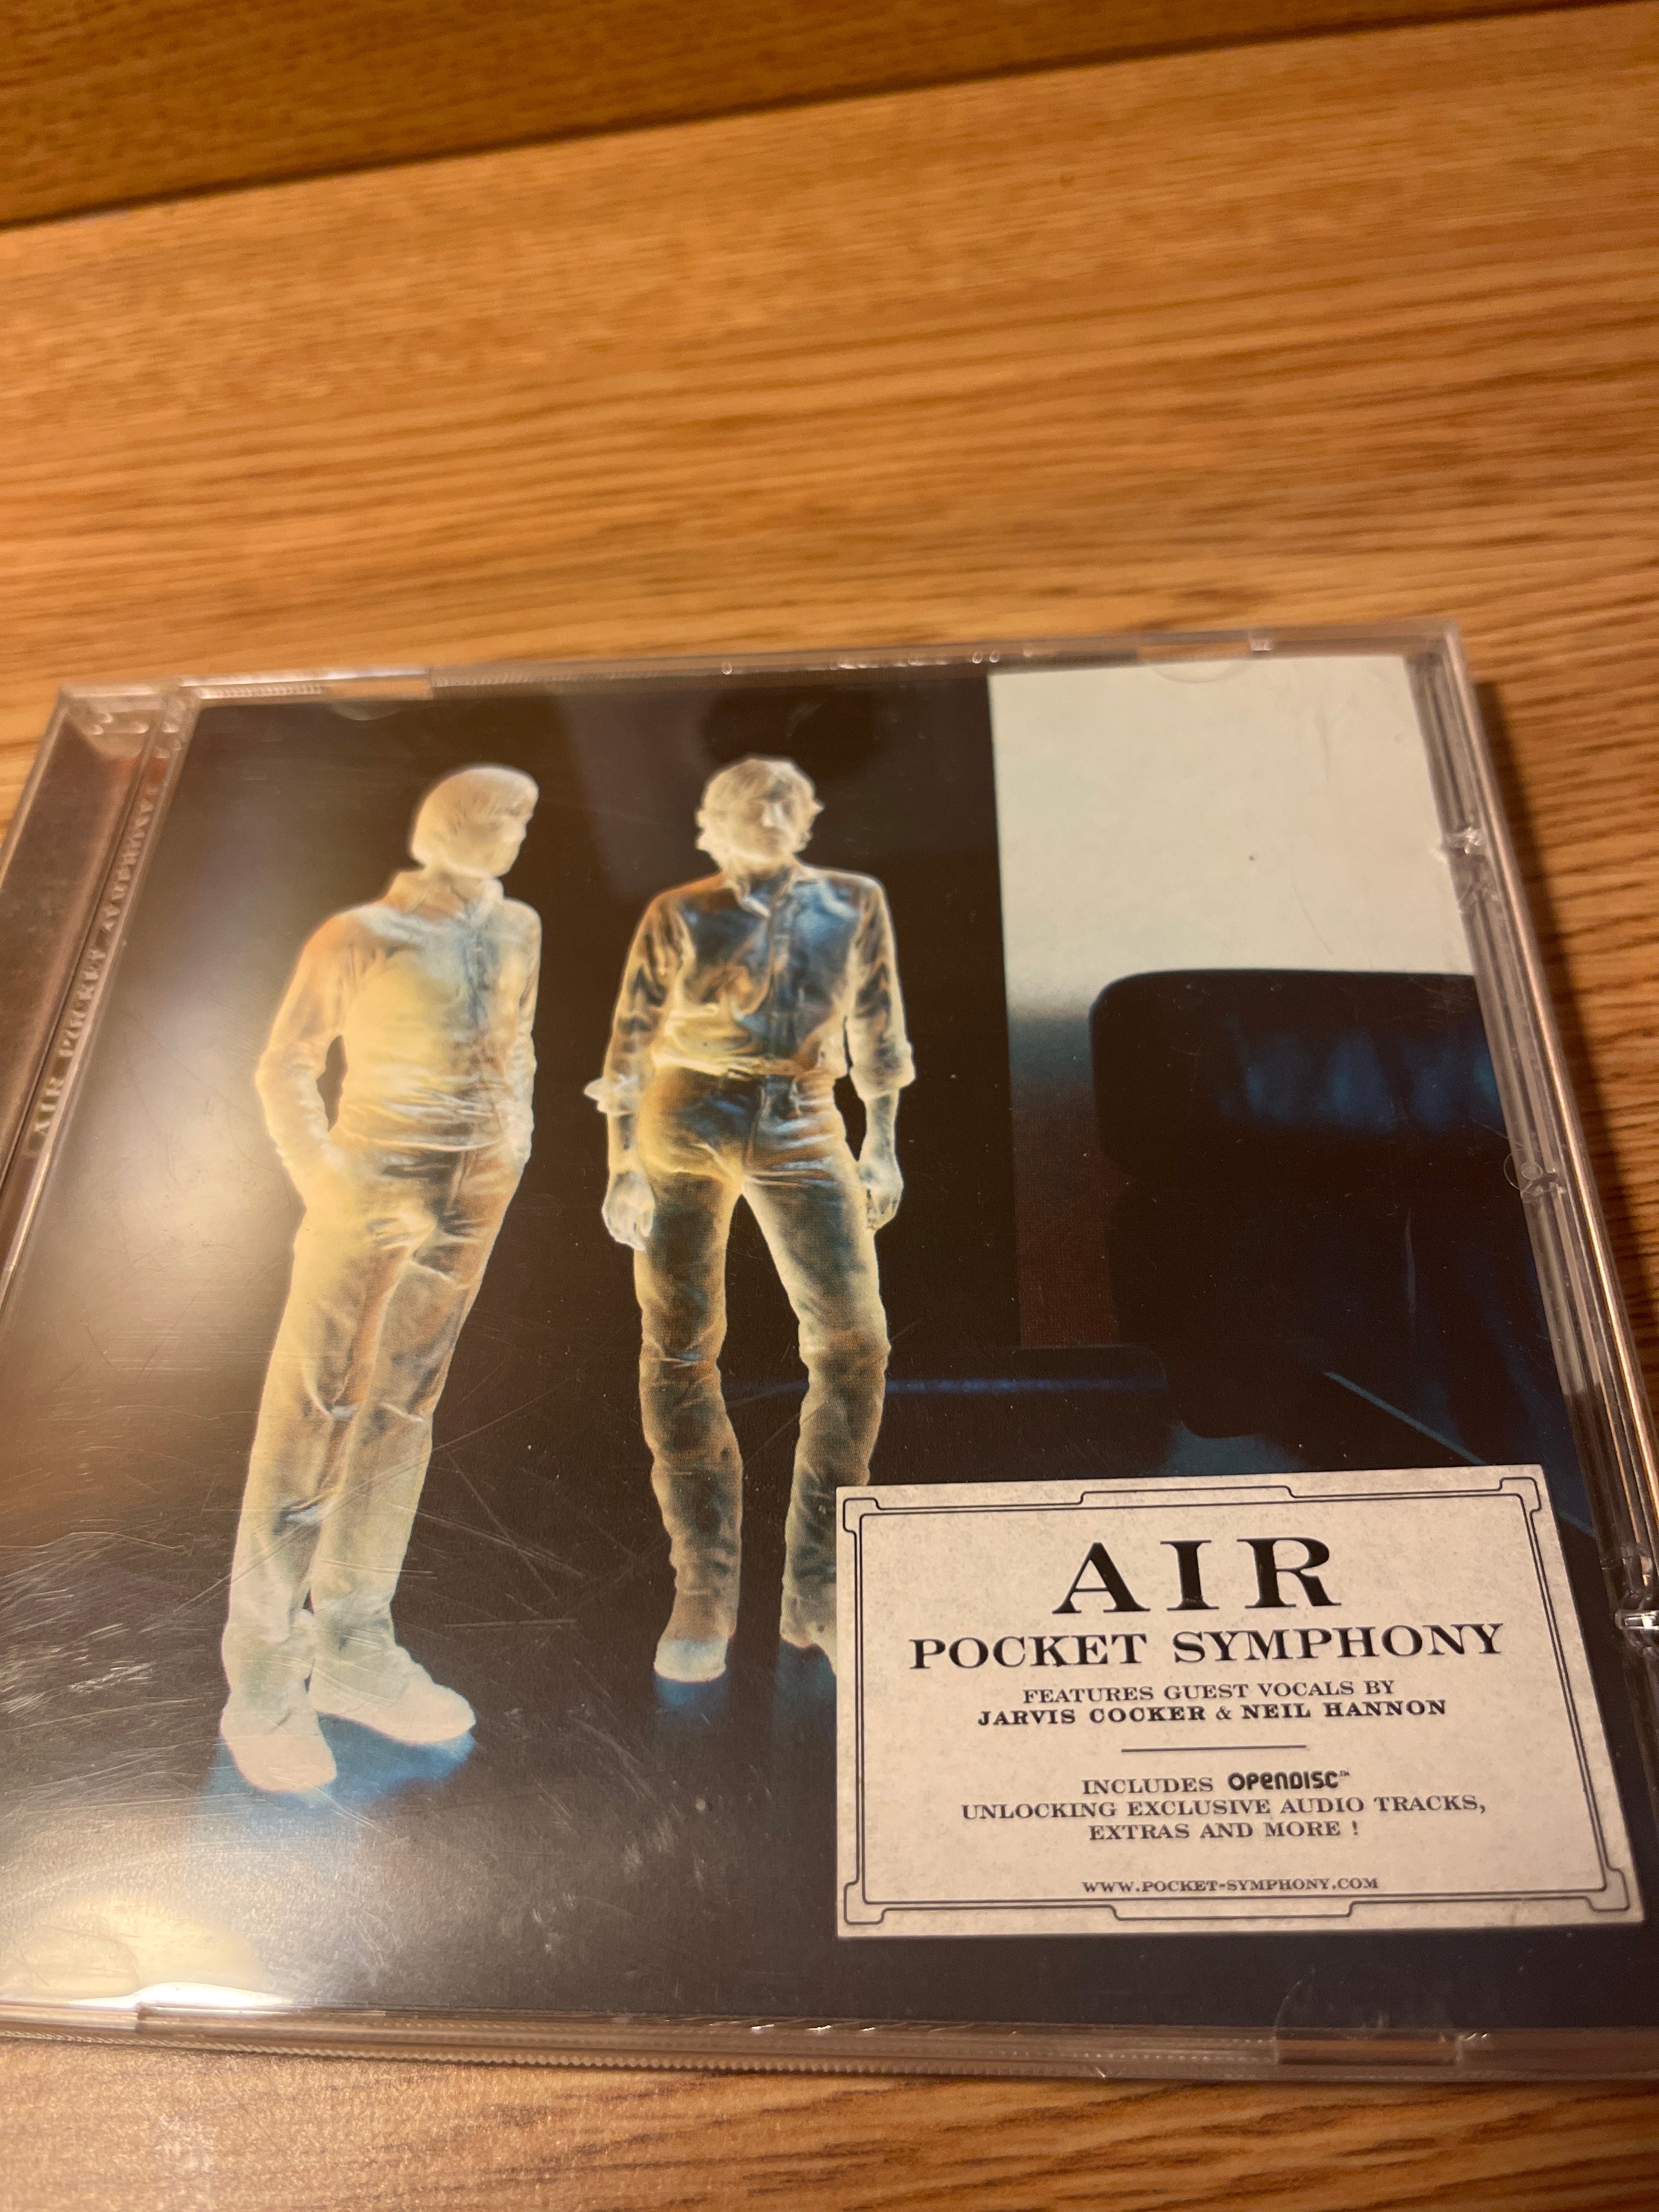 AIR POCKET SYMPHONY
AIR
POCKET SYMPHONY
FEATURES GUEST VOCALS BY
JARVIS COCKER & NEIL HANNON
INCLUDES OPENDISC™
UNLOCKING EXCLUSIVE AUDIO TRACKS,
EXTRAS AND MORE !
WWW.POCKET-SYMPHONY.COM